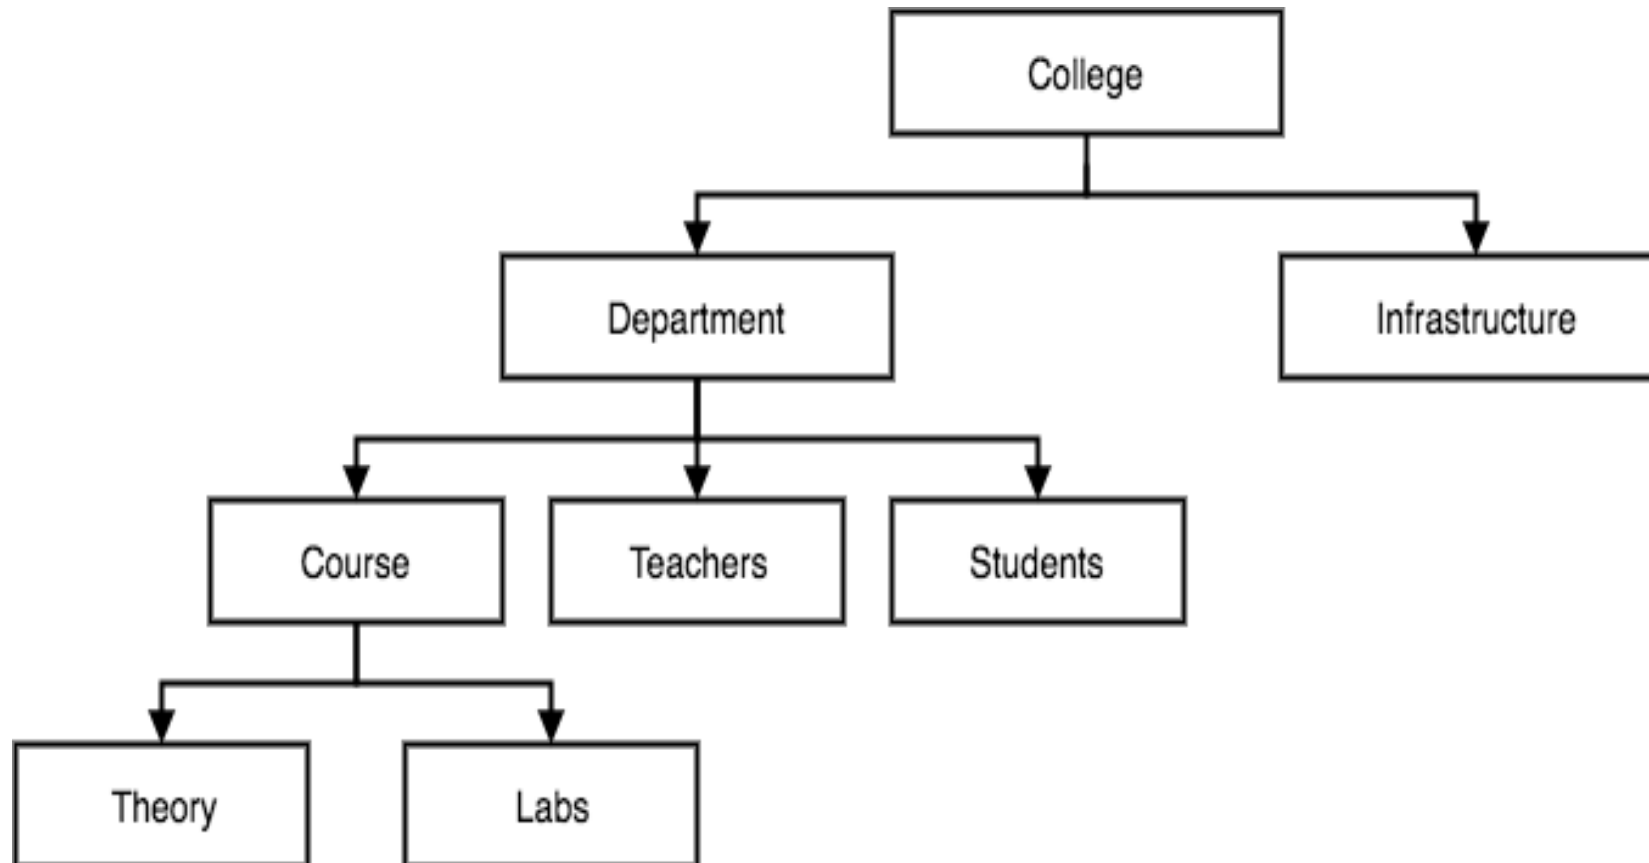 College
Department
Infrastructure
Course
Teachers
Students
Theory
Labs